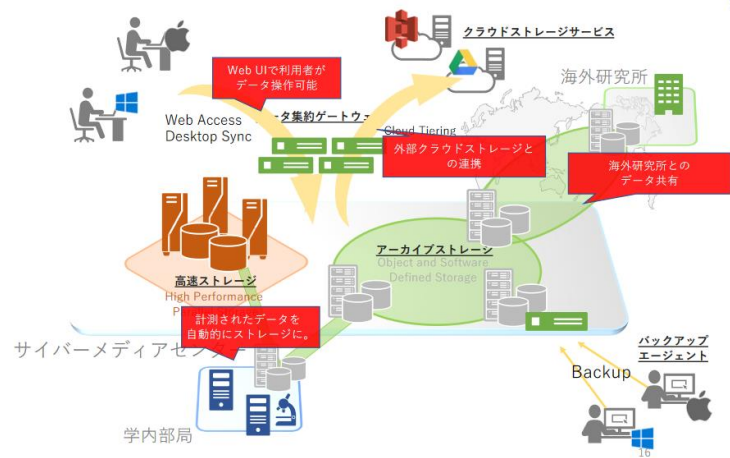 クラウドストレージサービス
Web UIで利用者が
データ操作可能
海外研究所
Web Access
Desktop Sync
ータ集約ゲートウェ
Cloud Tiering
外部クラウドストレージと
の連携
海外研究所との
データ共有
アーカイブストレージ
Object and Software
Defined Storage
高速ストレージ
High Performance
計測されたデータを
自動的にストレージに。
サイバーメディアセンター
バックアップ
エージェント
Backup
学内部局
16